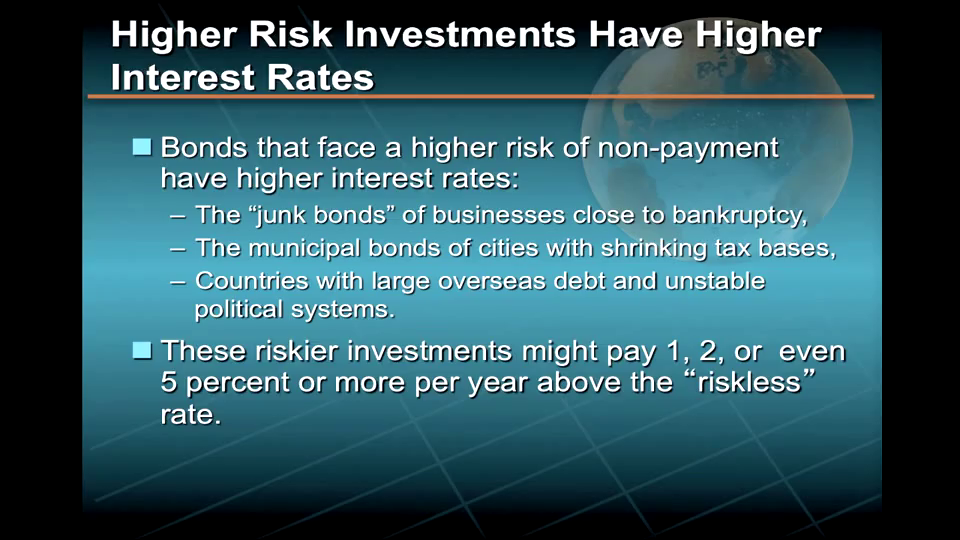 Higher Risk Investments Have Higher
Interest Rates
Bonds that face a higher risk of non-payment
have higher interest rates:
– The “junk bonds” of businesses close to bankruptcy,
– The municipal bonds of cities with shrinking tax bases,
– Countries with large overseas debt and unstable
political systems.
These riskier investments might pay 1, 2, or even
5 percent or more per year above the “riskless”
rate.